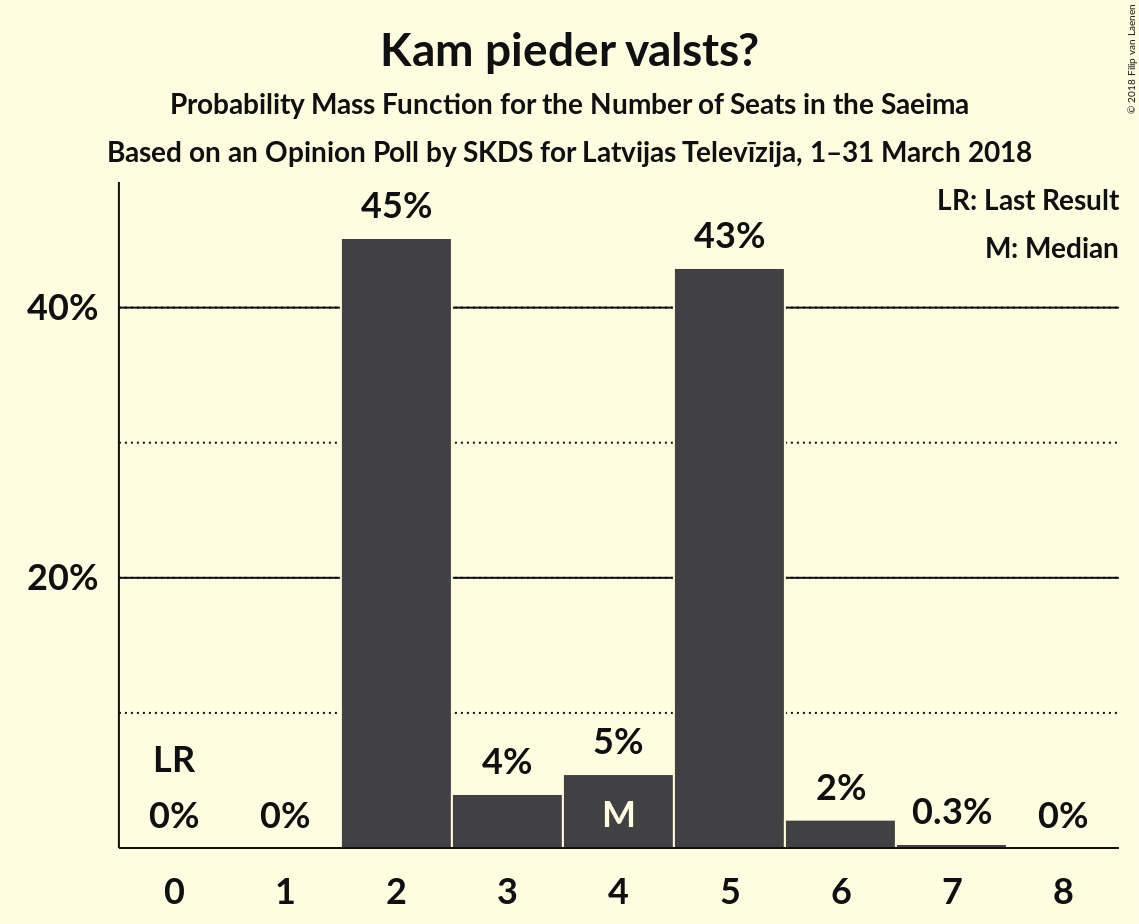 Kam pieder valsts?
Probability Mass Function for the Number of Seats in the Saeima
Based on an Opinion Poll by SKDS for Latvijas Televīzija, 1–31 March 2018
© 2018 Filip van Laenen
LR: Last Result
M: Median
45%
43%
40%
20%
LR
0%
0%
4%
5%
M
2%
0.3%
0%
0 1 2 3 4 5 6 7 8